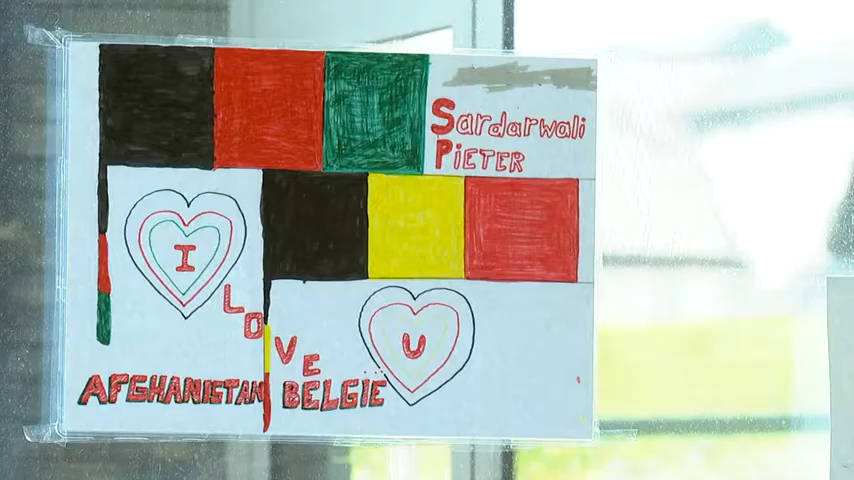 Sardarwali
PiETER
I
LOVE
U
AFGHANISTAN BELGIE